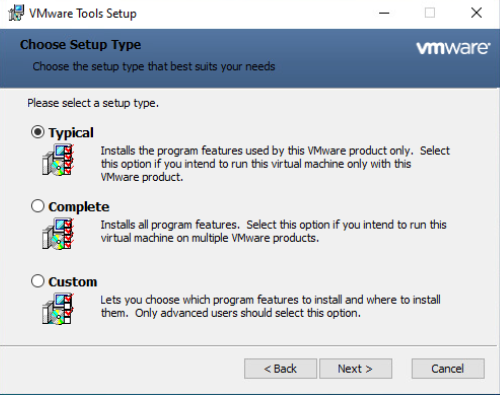 VMware Tools Setup
Choose Setup Type
vmware
Choose the setup type that best suits your needs
Please select a setup type.
Typical
Installs the program features used by this VMware product only. Select
this option if you intend to run this virtual machine only with this
VMware product.
Complete
Installs all program features. Select this option if you intend to run this
virtual machine on multiple VMware products.
Custom
Lets you choose which program features to install and where to install
them. Only advanced users should select this option.
< Back Next > Cancel